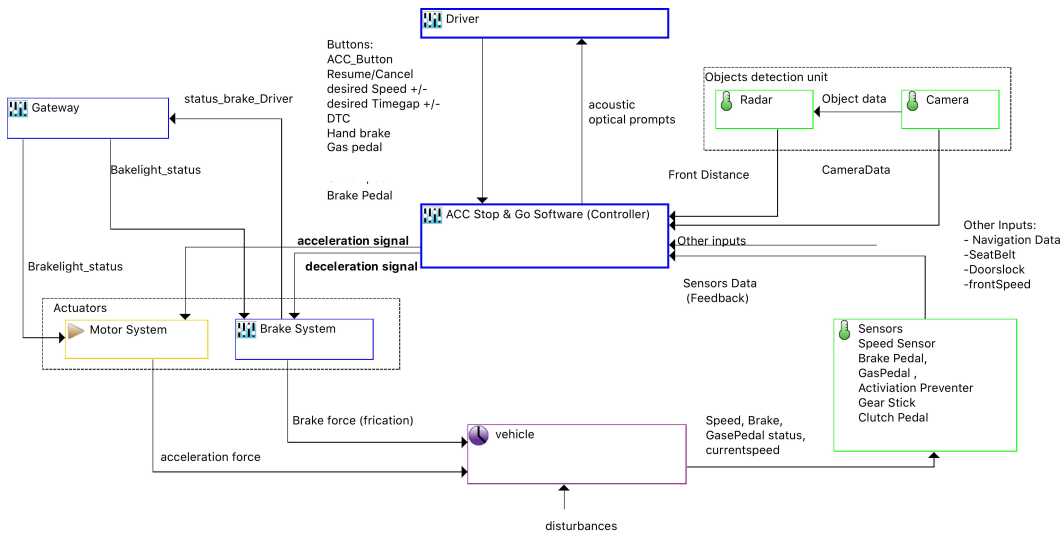 Driver
Buttons:
ACC_Button
Resume/Cancel
desired Speed +/-
desired Timegap +/-
DTC
Hand brake
Gas pedal
Brake Pedal
acoustic
optical prompts
Objects detection unit
Radar
Object data
Camera
Gateway
status_brake_Driver
Bakelight_status
Front Distance
CameraData
ACC Stop & Go Software (Controller)
acceleration signal
deceleration signal
Other inputs
Other Inputs:
- Navigation Data
-SeatBelt
-Doorslock
-frontSpeed
Brakelight_status
Sensors Data
(Feedback)
Actuators
Motor System
Brake System
Sensors
Speed Sensor
Brake Pedal,
GasPedal ,
Activiation Preventer
Gear Stick
Clutch Pedal
Brake force (frication)
acceleration force
vehicle
Speed, Brake,
GasePedal status,
currentspeed
disturbances